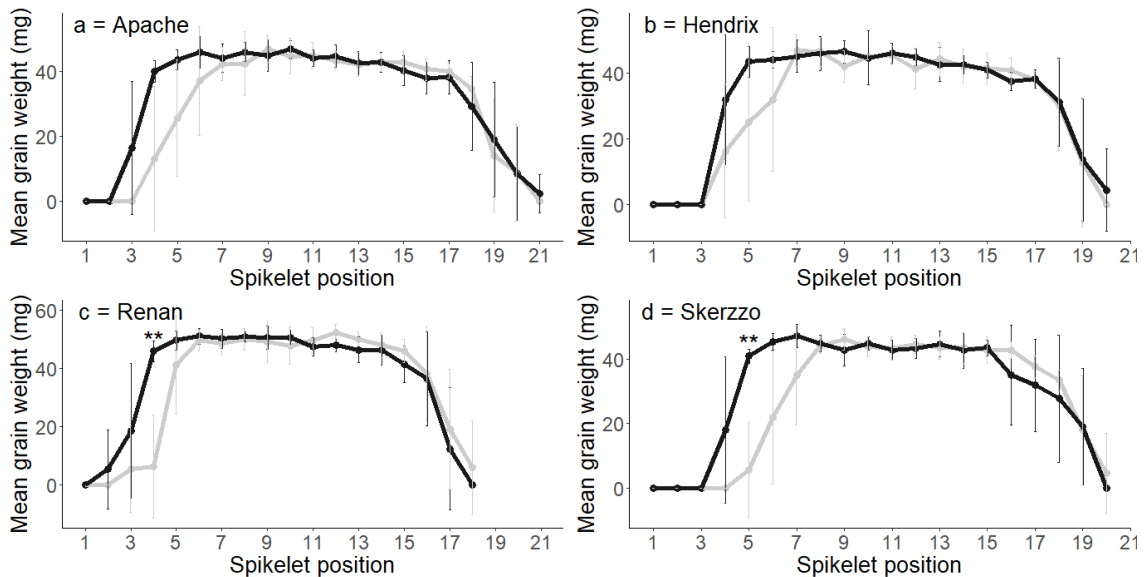 a = Apache
Mean grain weight (mg)
40
20
0
1 3 5 7 9 11 13 15 17 19 21
Spikelet position
b = Hendrix
Mean grain weight (mg)
40
20
0
1 3 5 7 9 11 13 15 17 19 21
Spikelet position
c = Renan
**
Mean grain weight (mg)
60
40
20
0
1 3 5 7 9 11 13 15 17 19 21
Spikelet position
d = Skerzzo
**
Mean grain weight (mg)
40
20
0
1 3 5 7 9 11 13 15 17 19 21
Spikelet position